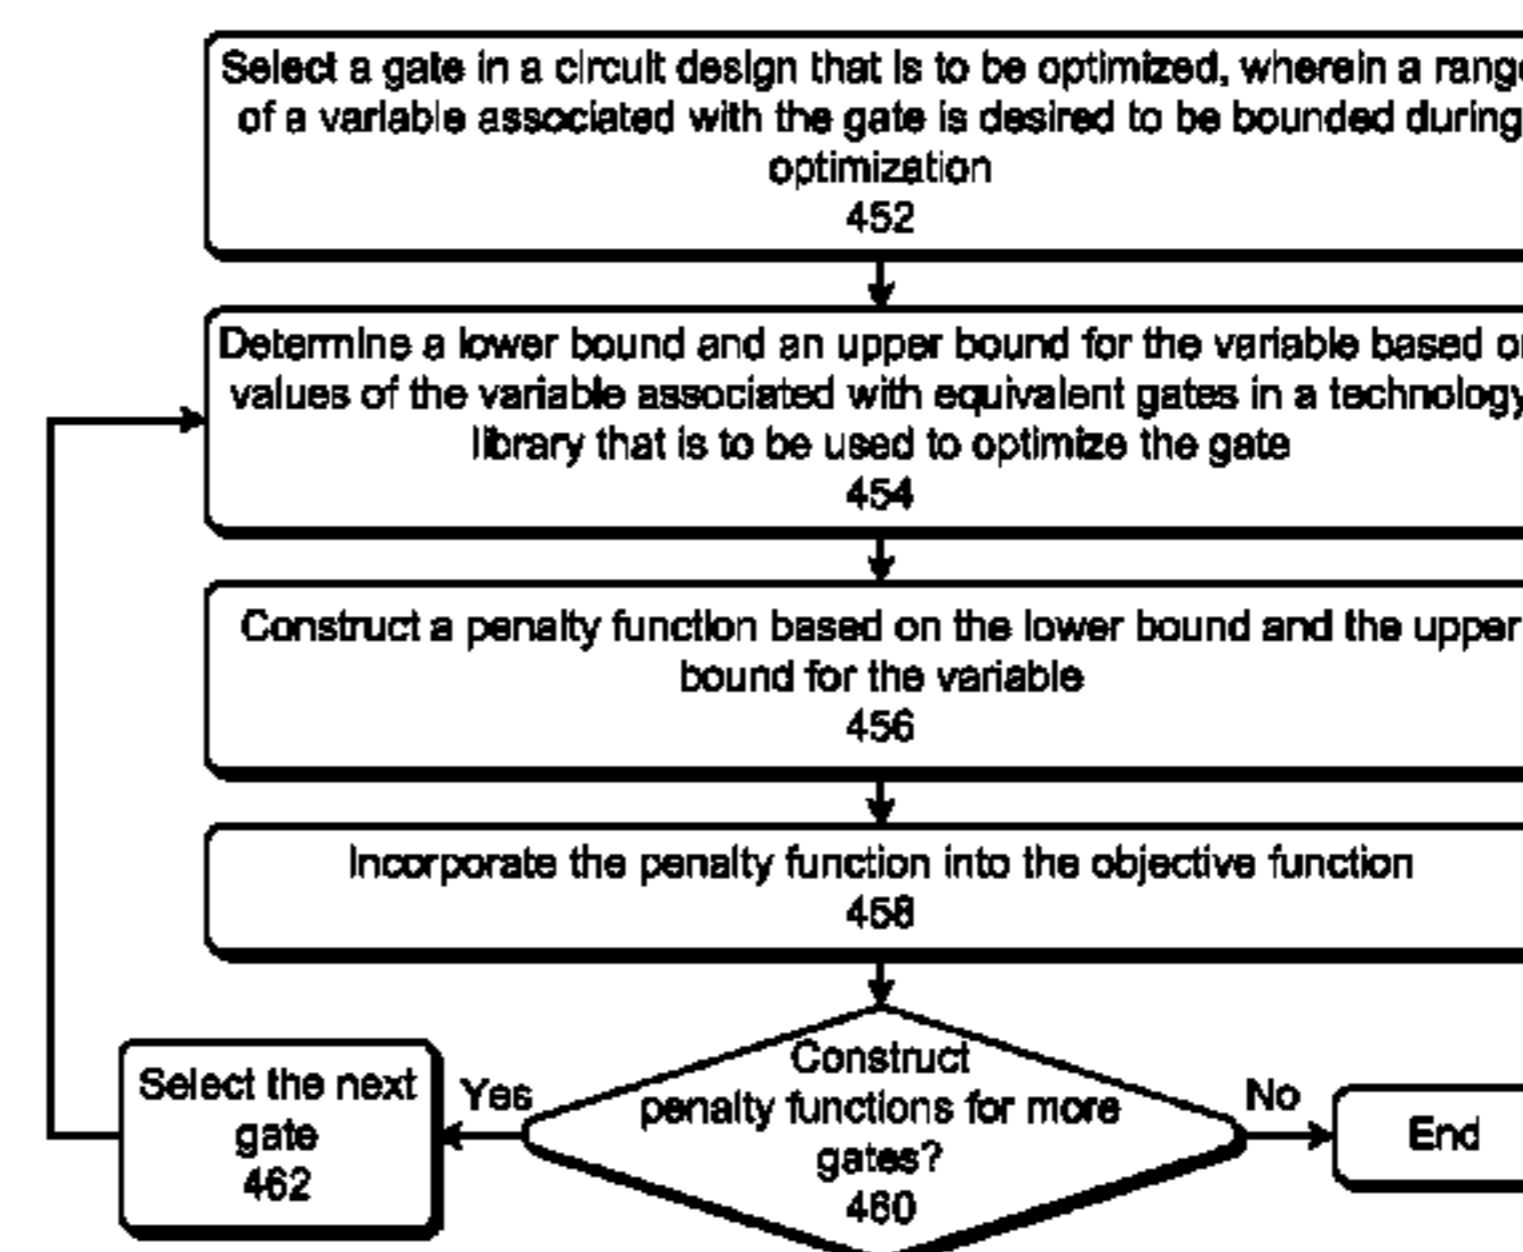 Select a gate in a circuit design that is to be optimized, wherein a range
of a variable associated with the gate is desired to be bounded during
optimization
452
Determine a lower bound and an upper bound for the variable based on
values of the variable associated with equivalent gates in a technology
library that is to be used to optimize the gate
454
Construct a penalty function based on the lower bound and the upper
bound for the variable
456
Incorporate the penalty function into the objective function
458
Construct
penalty functions for more
gates?
460
Yes
No
Select the next
gate
462
End